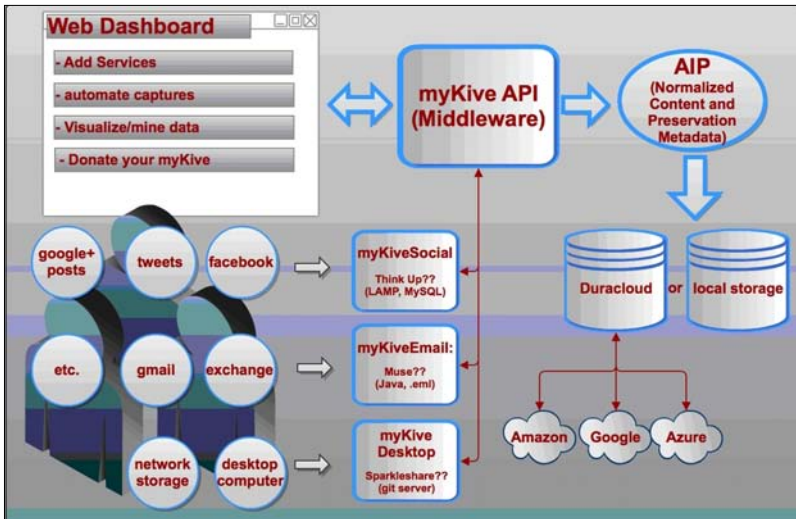 Web Dashboard
- Add Services
- automate captures
- Visualize/mine data
- Donate your myKive
myKive API
(Middleware)
AIP
(Normalized
Content and
Preservation
Metadata)
google+
posts
tweets
facebook
myKiveSocial
Think Up??
(LAMP, MySQL)
Duracloud
or
local storage
etc.
gmail
exchange
myKiveEmail:
Muse??
(Java, .eml)
Amazon
Google
Azure
network
storage
desktop
computer
myKive
Desktop
Sparkleshare??
(git server)